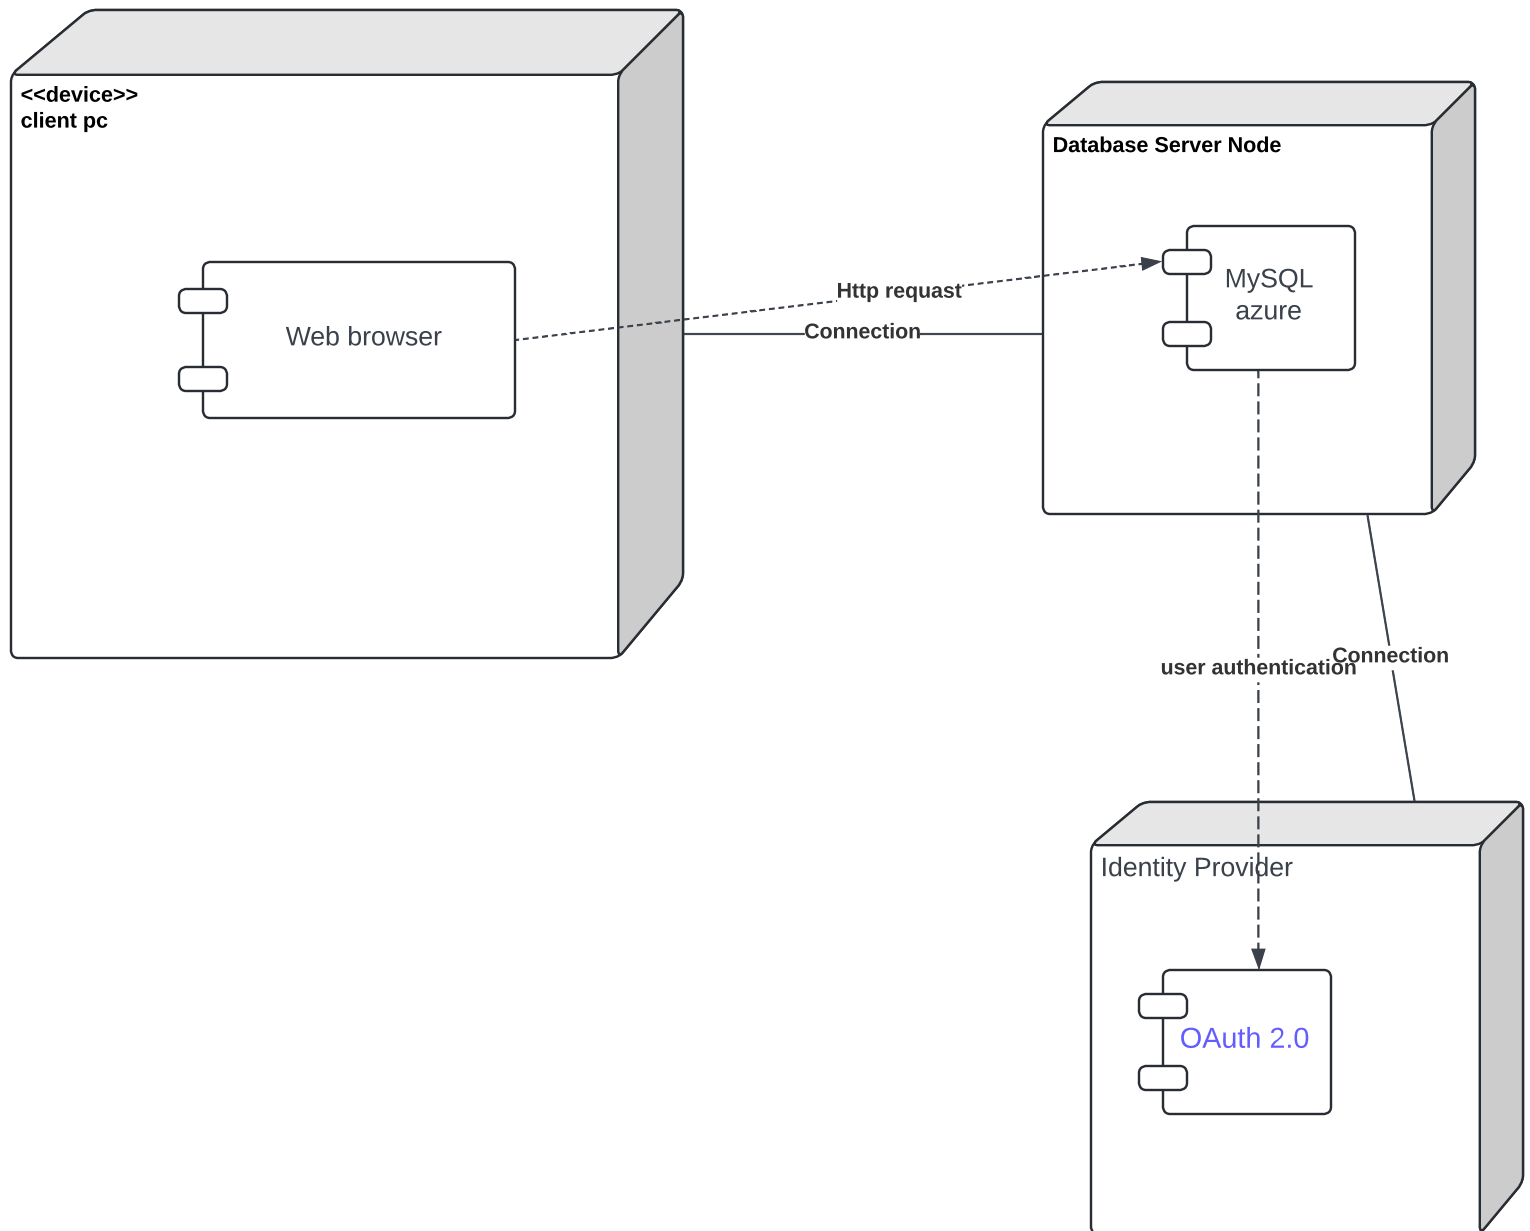 <<device>>
client pc
Database Server Node
MySQL
azure
Http requast
Connection
Web browser
user authentication
Connection
Identity Provider
OAuth 2.0